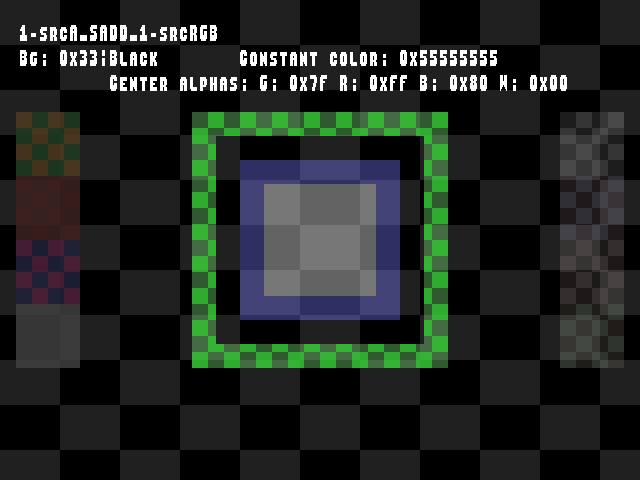 1-srcA_SADD_1-srcRGB
Bg: 0x33¦Black Constant color: 0x55555555
Center alphas: G: 0x7f R: 0xff B: 0x80 W: 0x00